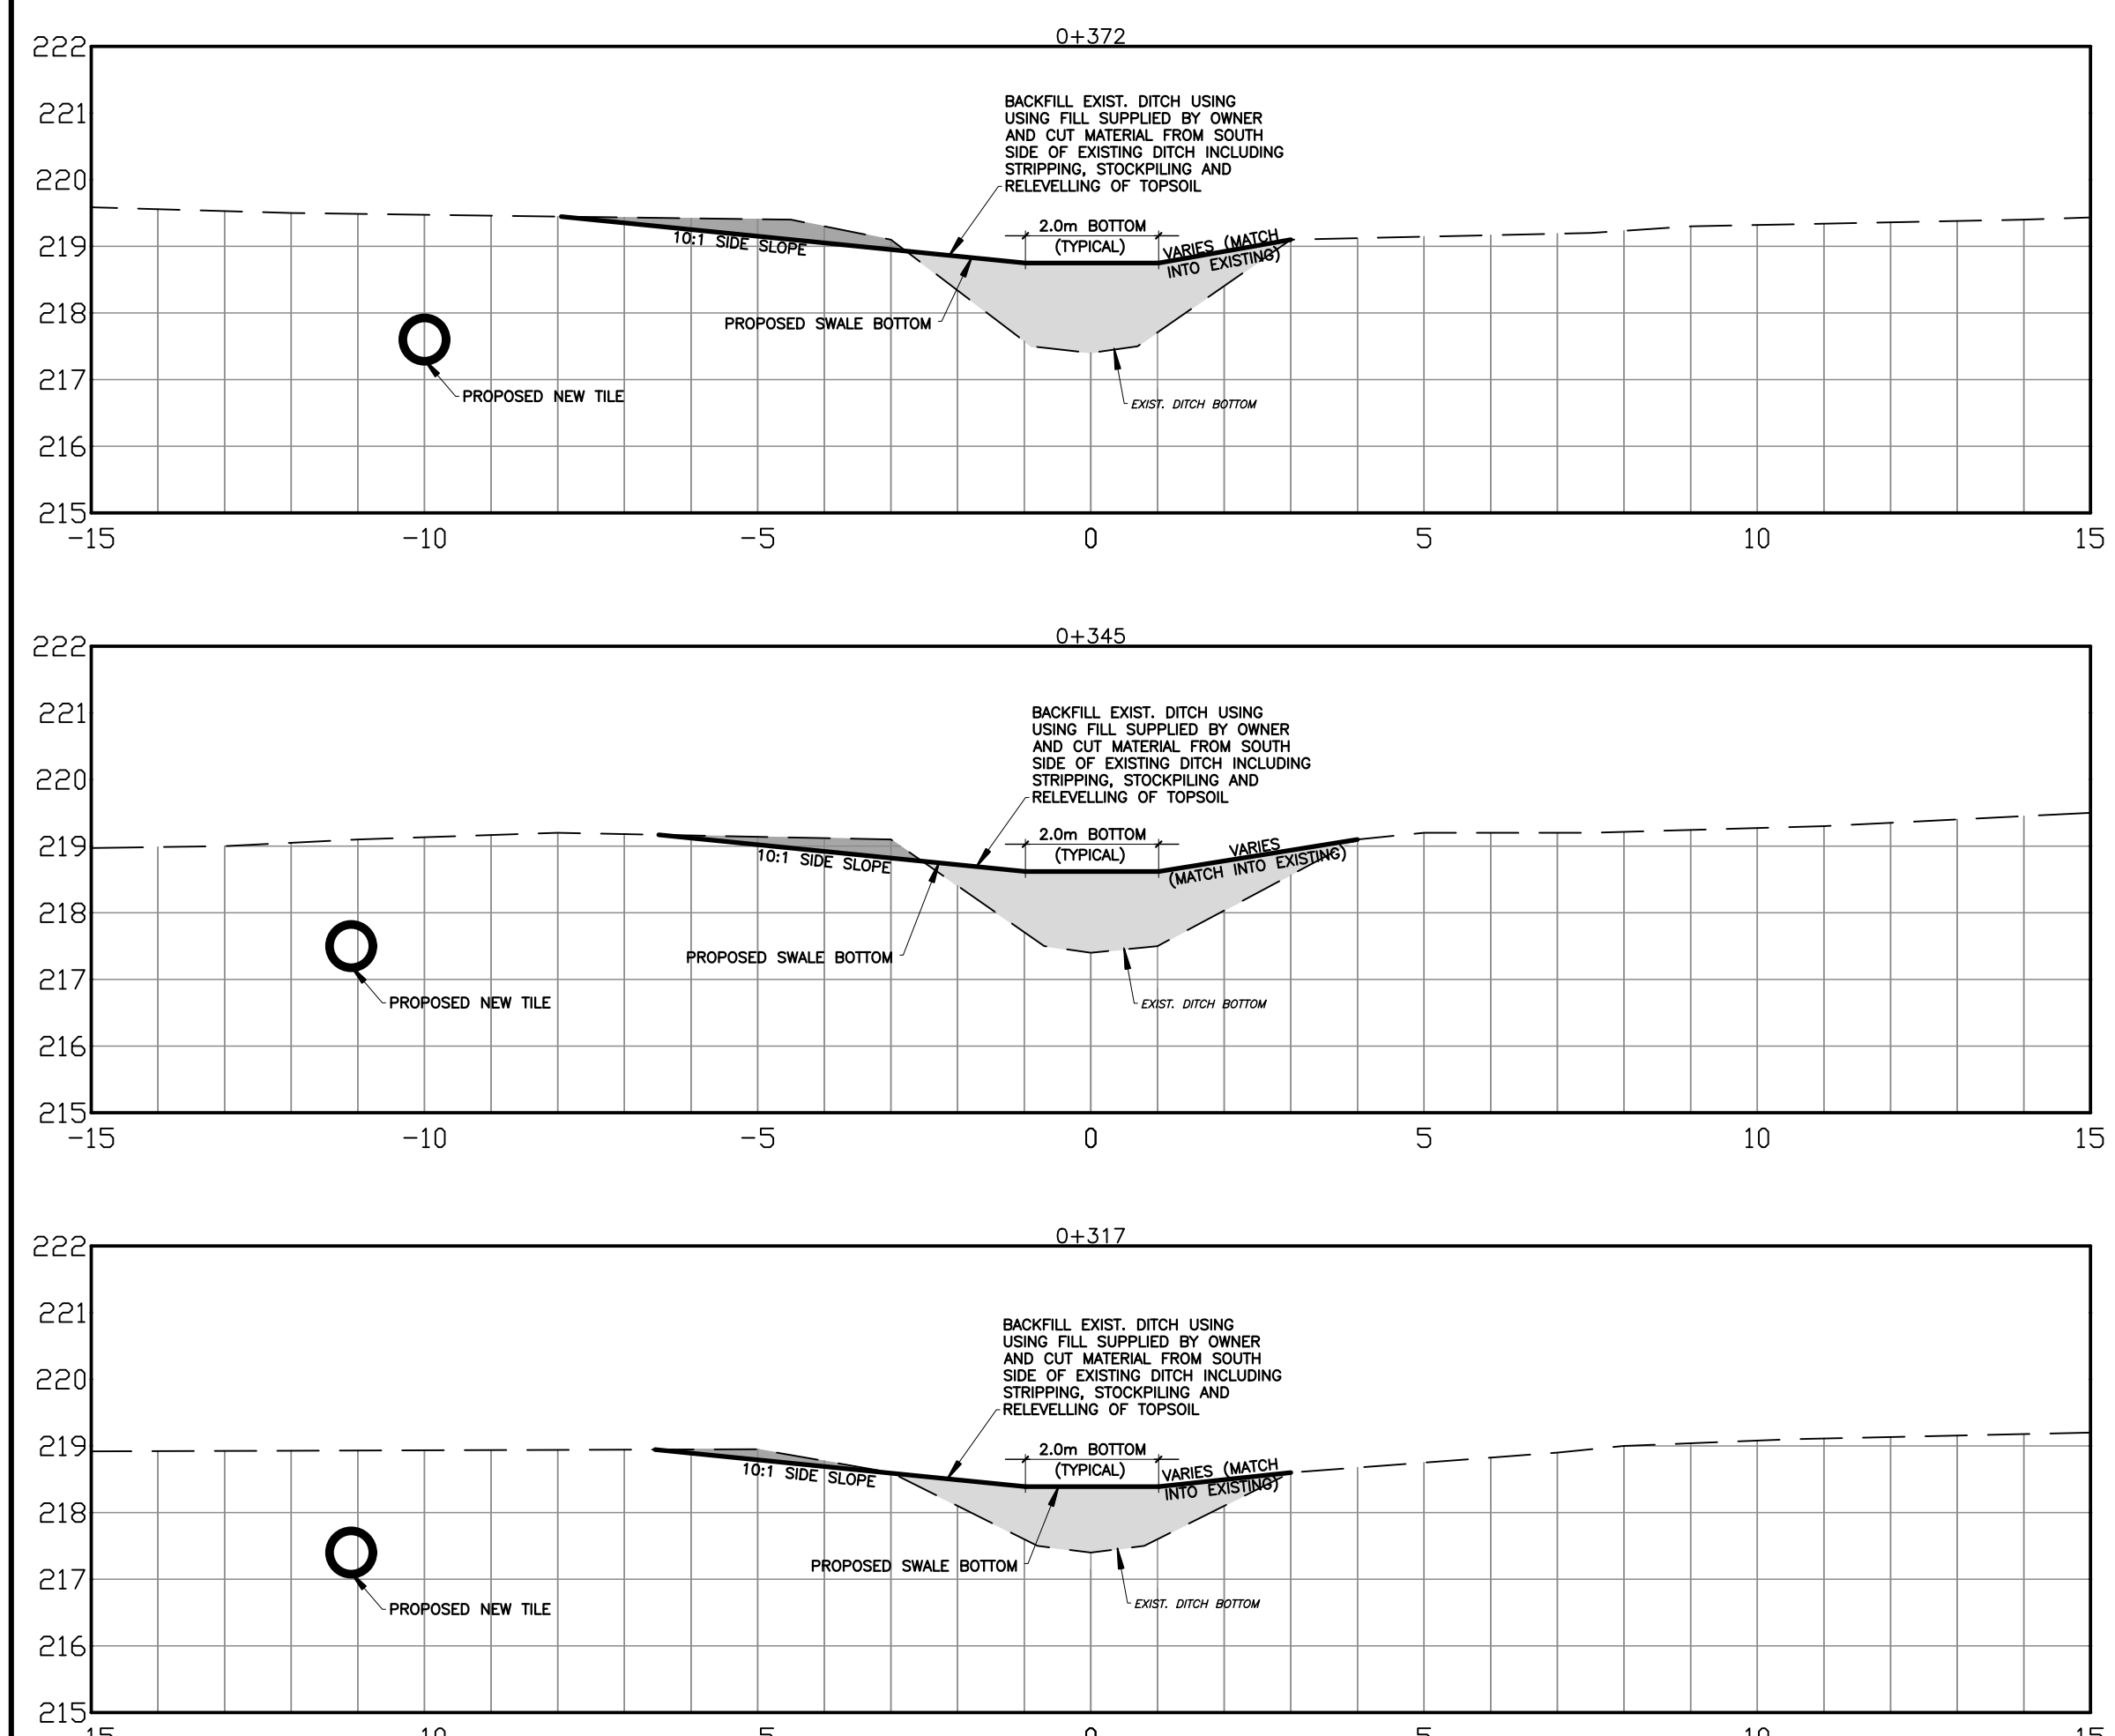 0+372
222
221
220
219
218
217
216
215
BACKFILL EXIST. DITCH USING
USING FILL SUPPLIED BY OWNER
AND CUT MATERIAL FROM SOUTH
SIDE OF EXISTING DITCH INCLUDING
STRIPPING, STOCKPILING AND
RELEVELLING OF TOPSOIL
2.0m BOTTOM
(TYPICAL)
10:1 SIDE SLOPE
VARIES (MATCH
INTO EXISTING)
PROPOSED SWALE BOTTOM
PROPOSED NEW TILE
EXIST. DITCH BOTTOM
-15 -10 -5 0 5 10 15
0+345
222
221
220
219
218
217
216
215
BACKFILL EXIST. DITCH USING
USING FILL SUPPLIED BY OWNER
AND CUT MATERIAL FROM SOUTH
SIDE OF EXISTING DITCH INCLUDING
STRIPPING, STOCKPILING AND
RELEVELLING OF TOPSOIL
2.0m BOTTOM
(TYPICAL)
10:1 SIDE SLOPE
VARIES
(MATCH INTO EXISTING)
PROPOSED SWALE BOTTOM
PROPOSED NEW TILE
EXIST. DITCH BOTTOM
-15 -10 -5 0 5 10 15
0+317
222
221
220
219
218
217
216
215
BACKFILL EXIST. DITCH USING
USING FILL SUPPLIED BY OWNER
AND CUT MATERIAL FROM SOUTH
SIDE OF EXISTING DITCH INCLUDING
STRIPPING, STOCKPILING AND
RELEVELLING OF TOPSOIL
2.0m BOTTOM
(TYPICAL)
10:1 SIDE SLOPE
VARIES (MATCH
INTO EXISTING)
PROPOSED SWALE BOTTOM
PROPOSED NEW TILE
EXIST. DITCH BOTTOM
15 10 5 0 5 10 15